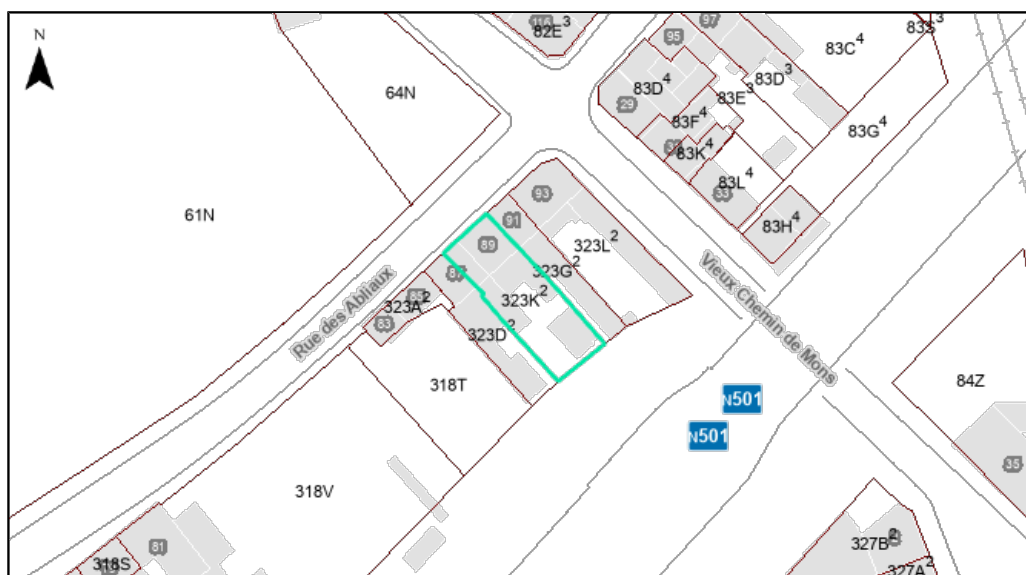 N
116
82E³
97
95
83S³
83C⁴
83D³
83D⁴
83E³
64N
29
83F⁴
83G⁴
83K⁴
83L⁴
33
83H⁴
61N
93
91
89
323L²
87
323G²
323K²
323A²
83
323D²
Rue des Abliaux
Vieux Chemin de Mons
318T
84Z
N501
N501
35
318V
81
318S
327B²
327A²